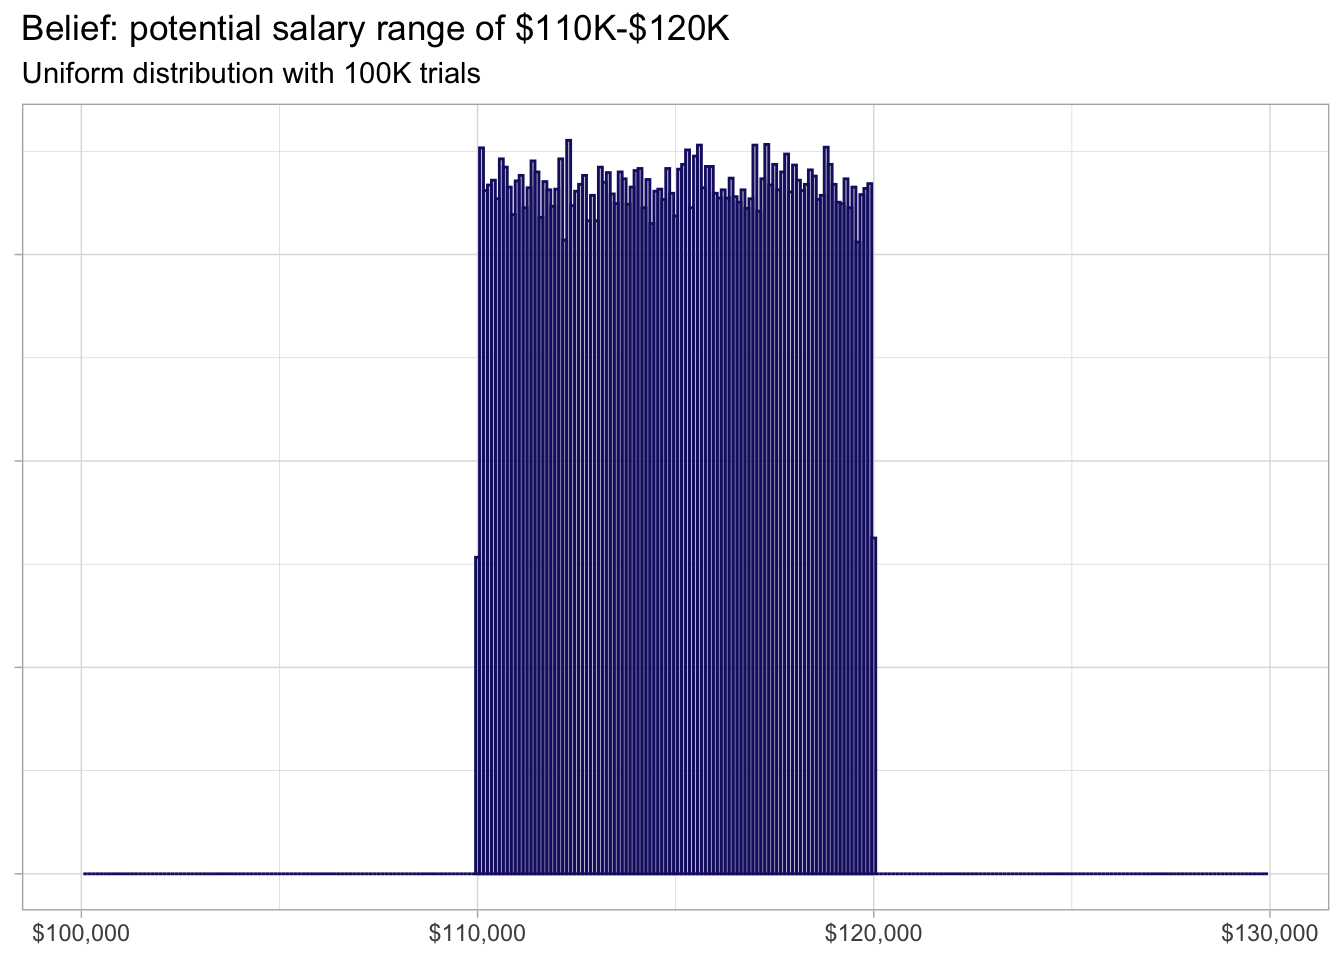 Belief: potential salary range of $110K-$120K
Uniform distribution with 100K trials
$100,000 $110,000 $120,000 $130,000